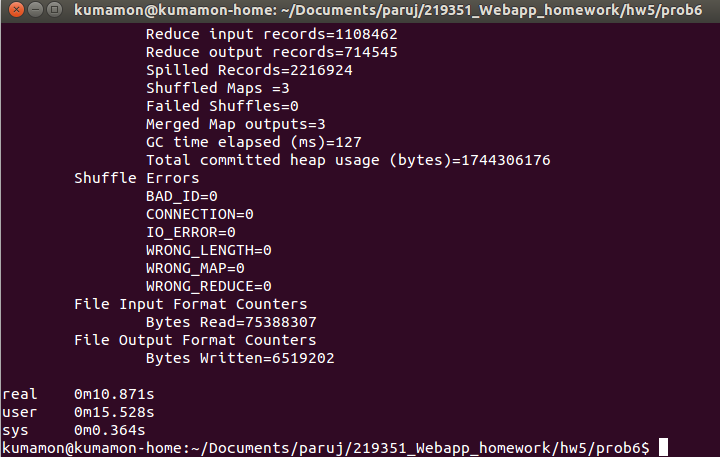 kumamon@kumamon-home: ~/Documents/paruj/219351_Webapp_homework/hw5/prob6
Reduce input records=1108462
Reduce output records=714545
Spilled Records=2216924
Shuffled Maps =3
Failed Shuffles=0
Merged Map outputs=3
GC time elapsed (ms)=127
Total committed heap usage (bytes)=1744306176
Shuffle Errors
BAD_ID=0
CONNECTION=0
IO_ERROR=0
WRONG_LENGTH=0
WRONG_MAP=0
WRONG_REDUCE=0
File Input Format Counters
Bytes Read=75388307
File Output Format Counters
Bytes Written=6519202
real 0m10.871s
user 0m15.528s
sys 0m0.364s
kumamon@kumamon-home:~/Documents/paruj/219351_Webapp_homework/hw5/prob6$